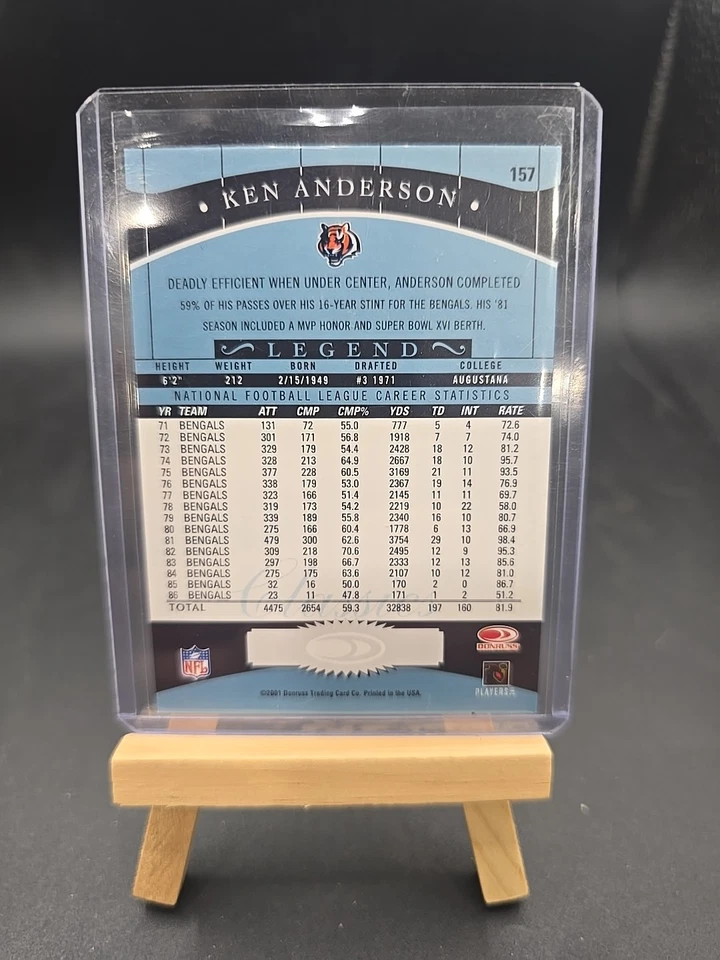 157
KEN ANDERSON
DEADLY EFFICIENT WHEN UNDER CENTER, ANDERSON COMPLETED
59% OF HIS PASSES OVER HIS 16-YEAR STINT FOR THE BENGALS. HIS '81
SEASON INCLUDED A MVP HONOR AND SUPER BOWL XVI BERTH.
LEGEND
HEIGHT WEIGHT BORN DRAFTED COLLEGE
6'2" 212 2/15/1949 #3 1971 AUGUSTANA
NATIONAL FOOTBALL LEAGUE CAREER STATISTICS
YR TEAM ATT CMP CMP% YDS TD INT RATE
71 BENGALS 131 72 55.0 777 5 4 72.6
72 BENGALS 301 171 56.8 1918 7 7 74.0
73 BENGALS 329 179 54.4 2428 18 12 81.2
74 BENGALS 328 213 64.9 2667 18 10 95.7
75 BENGALS 377 228 60.5 3169 21 11 93.5
76 BENGALS 338 179 53.0 2367 19 14 76.9
77 BENGALS 323 166 51.4 2145 11 11 69.7
78 BENGALS 319 173 54.2 2219 10 22 58.0
79 BENGALS 339 189 55.8 2340 16 10 80.7
80 BENGALS 275 166 60.4 1778 6 13 66.9
81 BENGALS 479 300 62.6 3754 29 10 98.4
82 BENGALS 309 218 70.6 2495 12 9 95.3
83 BENGALS 297 198 66.7 2333 12 13 85.6
84 BENGALS 275 175 63.6 2107 10 12 81.0
85 BENGALS 32 16 50.0 170 2 0 86.7
86 BENGALS 23 11 47.8 171 1 2 51.2
TOTAL 4475 2654 59.3 32838 197 160 81.9
Classics
NFL
DONRUSS
PLAYERS INC
©2001 Donruss Trading Card Co. Printed in the USA.